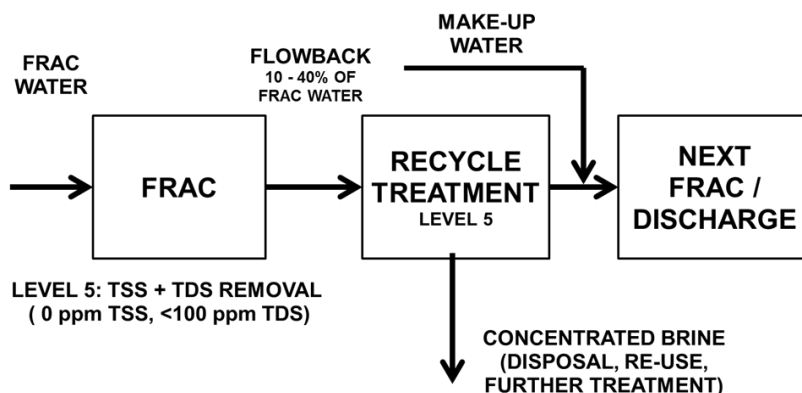 MAKE-UP
WATER
FRAC
WATER
FLOWBACK
10 - 40% OF
FRAC WATER
FRAC
RECYCLE
TREATMENT
LEVEL 5
NEXT
FRAC /
DISCHARGE
LEVEL 5: TSS + TDS REMOVAL
( 0 ppm TSS, <100 ppm TDS)
CONCENTRATED BRINE
(DISPOSAL, RE-USE,
FURTHER TREATMENT)